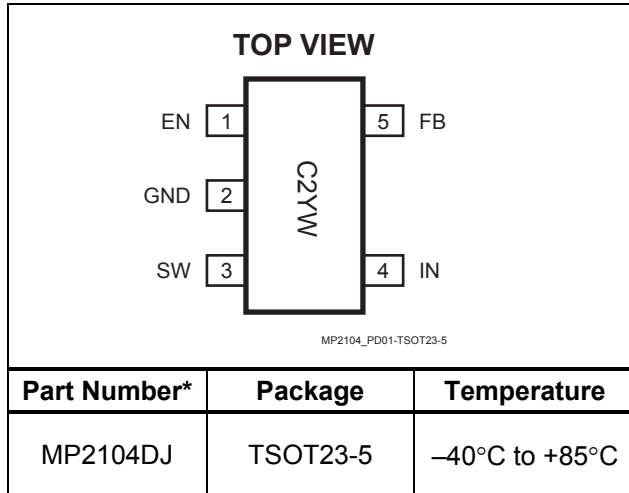 TOP VIEW
EN 1 5 FB
C2YW
GND 2
SW 3 4 IN
MP2104_PD01-TSOT23-5
Part Number* Package Temperature
MP2104DJ TSOT23-5 –40°C to +85°C